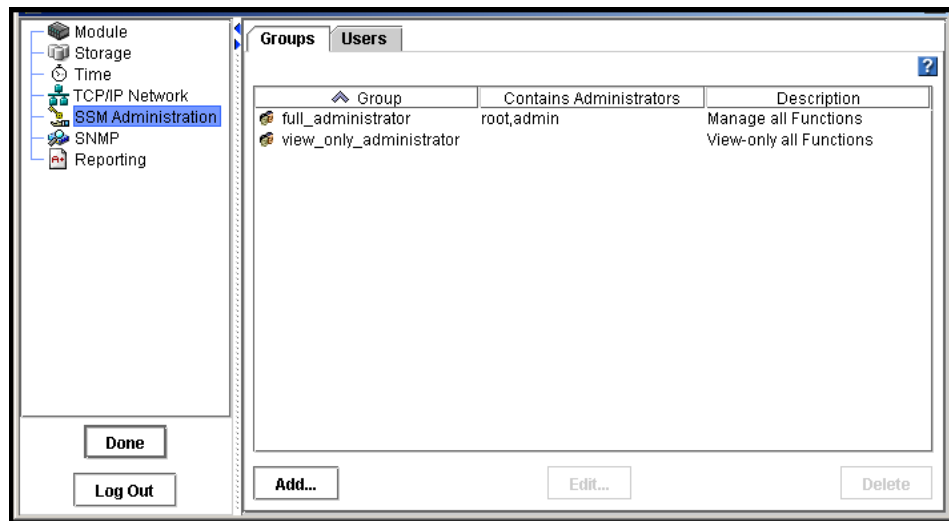 Module
Storage
Time
TCP/IP Network
SSM Administration
SNMP
Reporting
Done
Log Out
Groups Users
?
Group Contains Administrators Description
full_administrator root,admin Manage all Functions
view_only_administrator View-only all Functions
Add... Edit... Delete